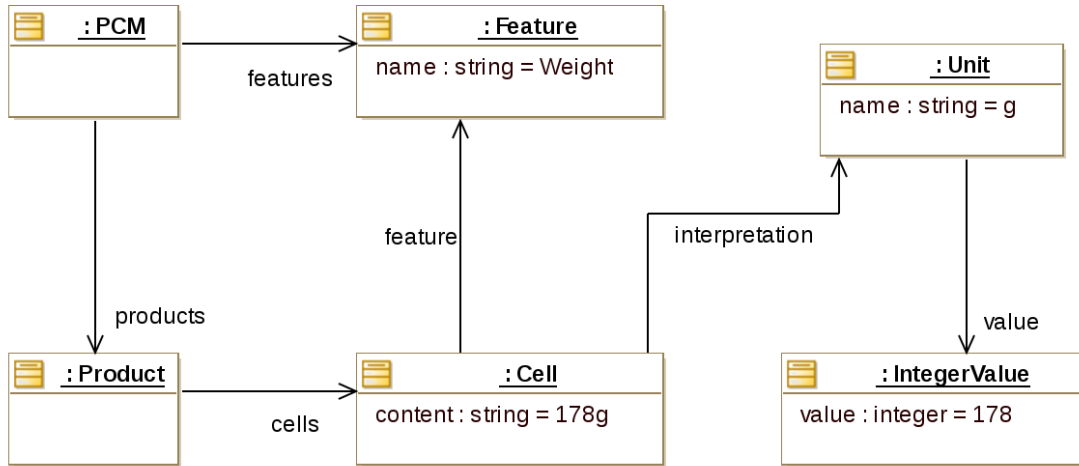 : PCM
: Feature
name : string = Weight
features
: Unit
name : string = g
feature
interpretation
products
value
: Product
: Cell
content : string = 178g
cells
: IntegerValue
value : integer = 178